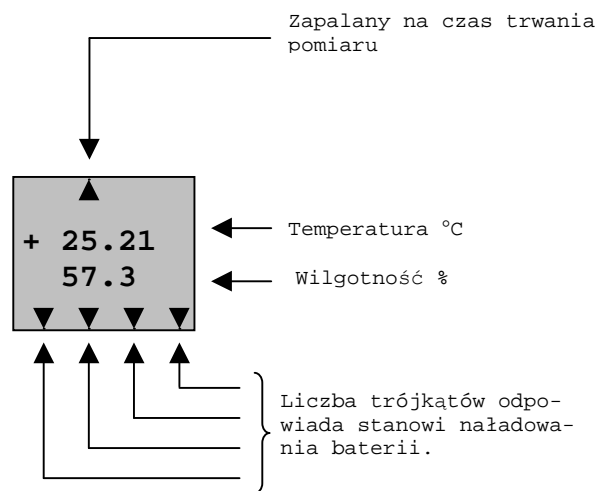 Zapalany na czas trwania
pomiaru
+ 25.21
57.3
Temperatura °C
Wilgotność %
Liczba trójkątów odpo-
wiada stanowi naładowa-
nia baterii.